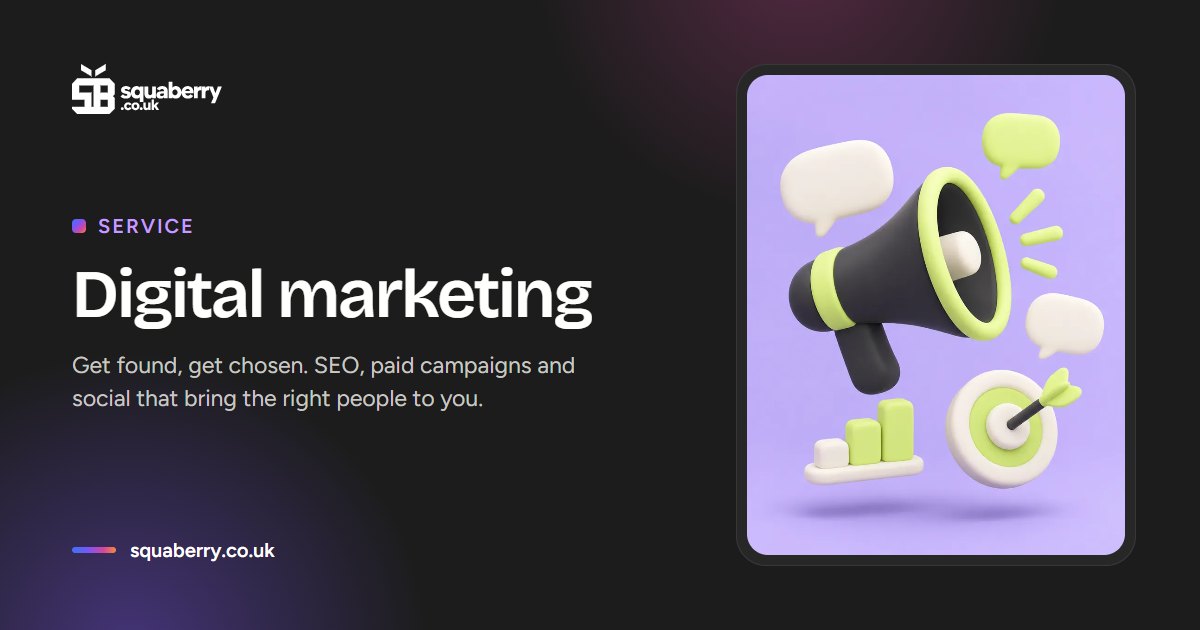 SB squaberry
.co.uk
SERVICE
Digital marketing
Get found, get chosen. SEO, paid campaigns and
social that bring the right people to you.
squaberry.co.uk